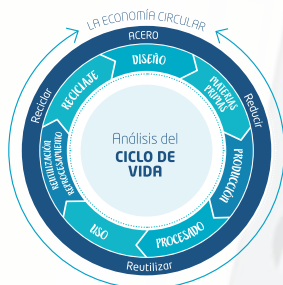 LA ECONOMÍA CIRCULAR
ACERO
DISEÑO
MATERIAS
PRIMAS
Reducir
PRODUCCIÓN
PROCESADO
Reutilizar
USO
REUTILIZACIÓN
REPROCESAMIENTO
Reciclar
RECICLAJE
Análisis del
CICLO DE
VIDA